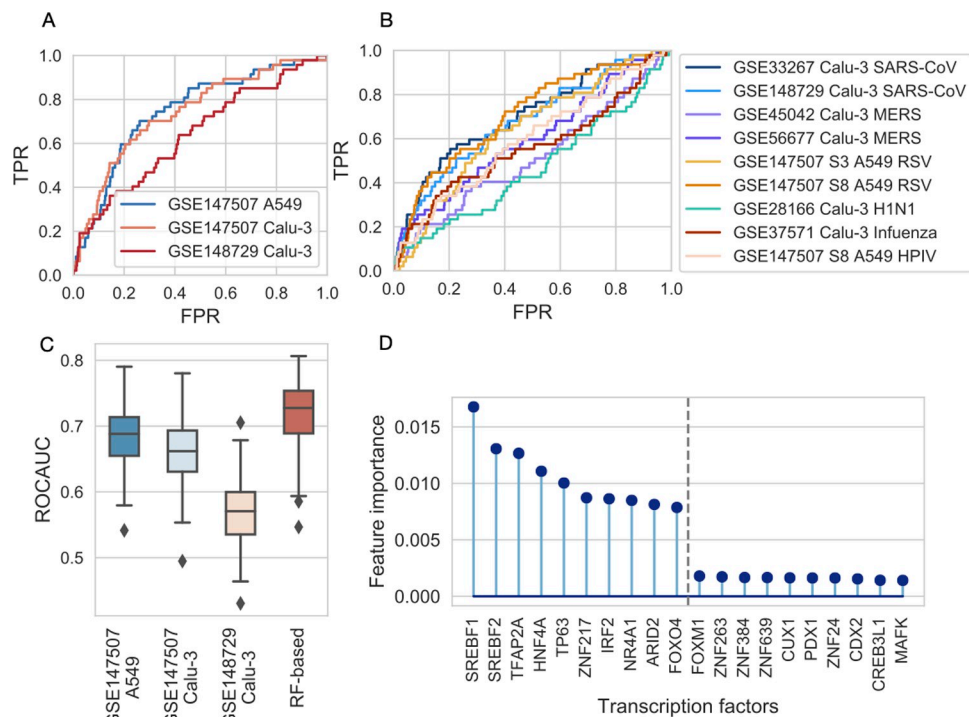 A
1.0
0.8
0.6
0.4
0.2
0.0
TPR
GSE147507 A549
GSE147507 Calu-3
GSE148729 Calu-3
0.0 0.2 0.4 0.6 0.8 1.0
FPR
B
1.0
0.8
0.6
0.4
0.2
0.0
TPR
0.0 0.2 0.4 0.6 0.8 1.0
FPR
GSE33267 Calu-3 SARS-CoV
GSE148729 Calu-3 SARS-CoV
GSE45042 Calu-3 MERS
GSE56677 Calu-3 MERS
GSE147507 S3 A549 RSV
GSE147507 S8 A549 RSV
GSE28166 Calu-3 H1N1
GSE37571 Calu-3 Infuenza
GSE147507 S8 A549 HPIV
C
0.8
0.7
0.6
0.5
ROCAUC
GSE147507
A549
GSE147507
Calu-3
GSE148729
Calu-3
RF-based
D
0.015
0.010
0.005
0.000
Feature importance
SREBF1
SREBF2
TFAP2A
HNF4A
TP63
ZNF217
IRF2
NR4A1
ARID2
FOXO4
FOXM1
ZNF263
ZNF384
ZNF639
CUX1
PDX1
ZNF24
CDX2
CREB3L1
MAFK
Transcription factors